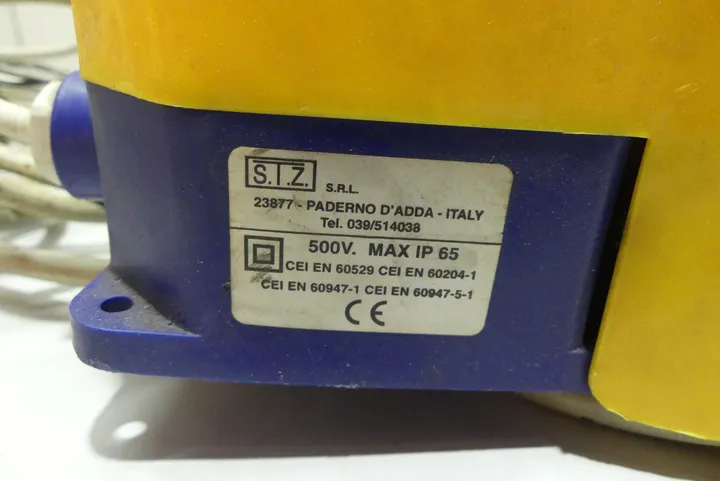 S.T.Z. S.R.L.
23877 - PADERNO D'ADDA - ITALY
Tel. 039/514038
500V. MAX IP 65
CEI EN 60529 CEI EN 60204-1
CEI EN 60947-1 CEI EN 60947-5-1
CE